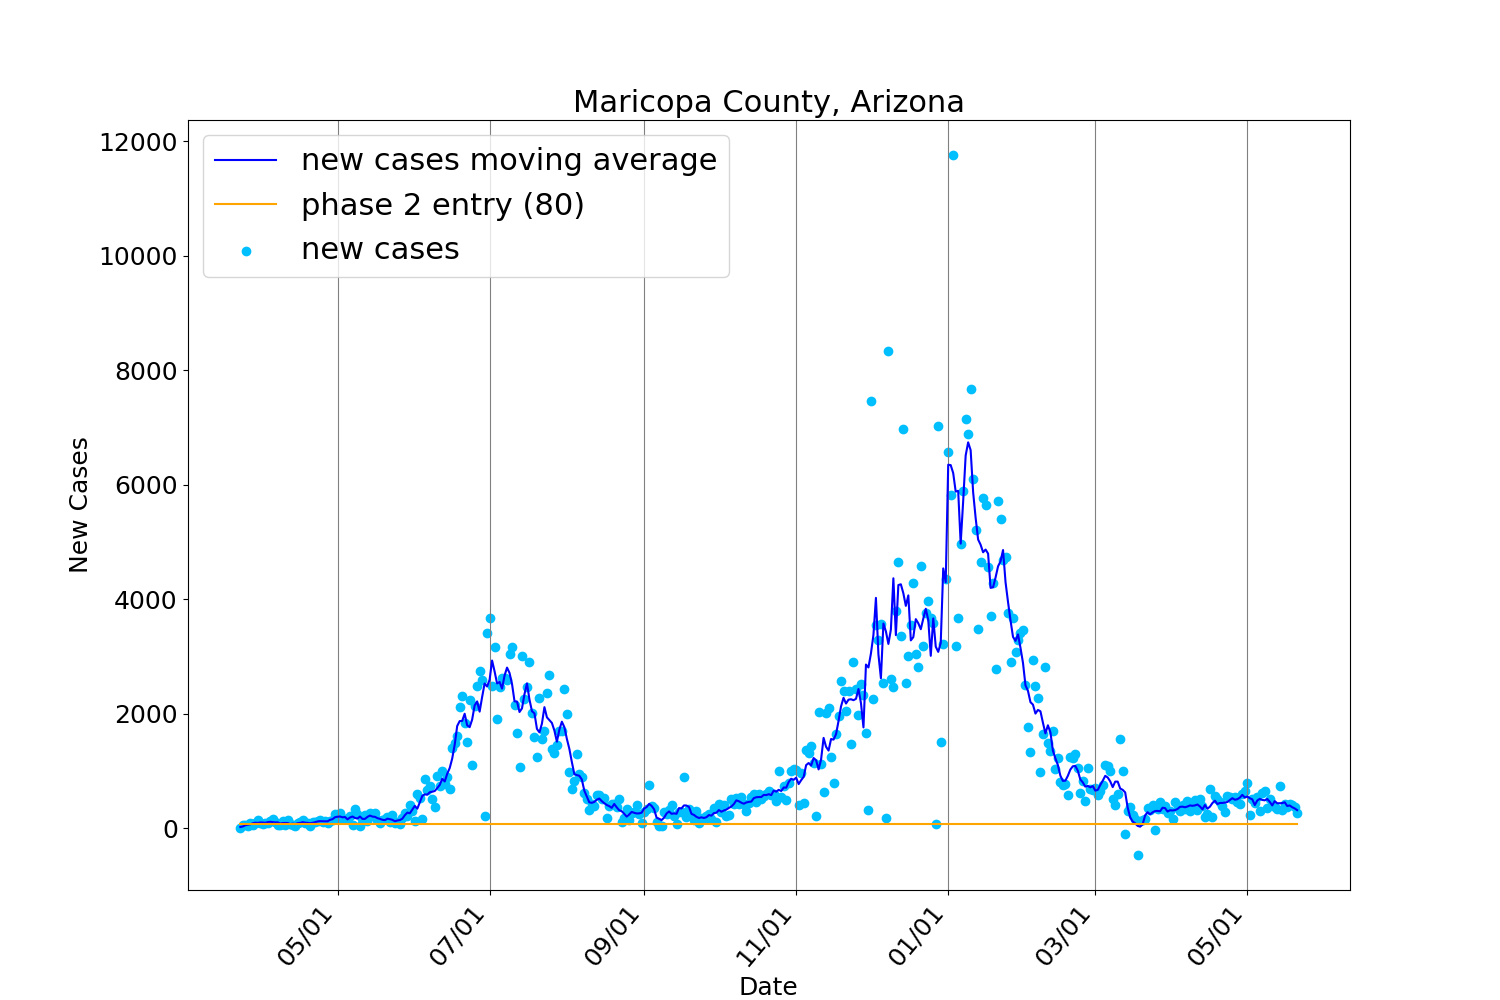 Maricopa County, Arizona
new cases moving average
phase 2 entry (80)
new cases
12000
10000
8000
6000
4000
2000
0
New Cases
05/01
07/01
09/01
11/01
01/01
03/01
05/01
Date